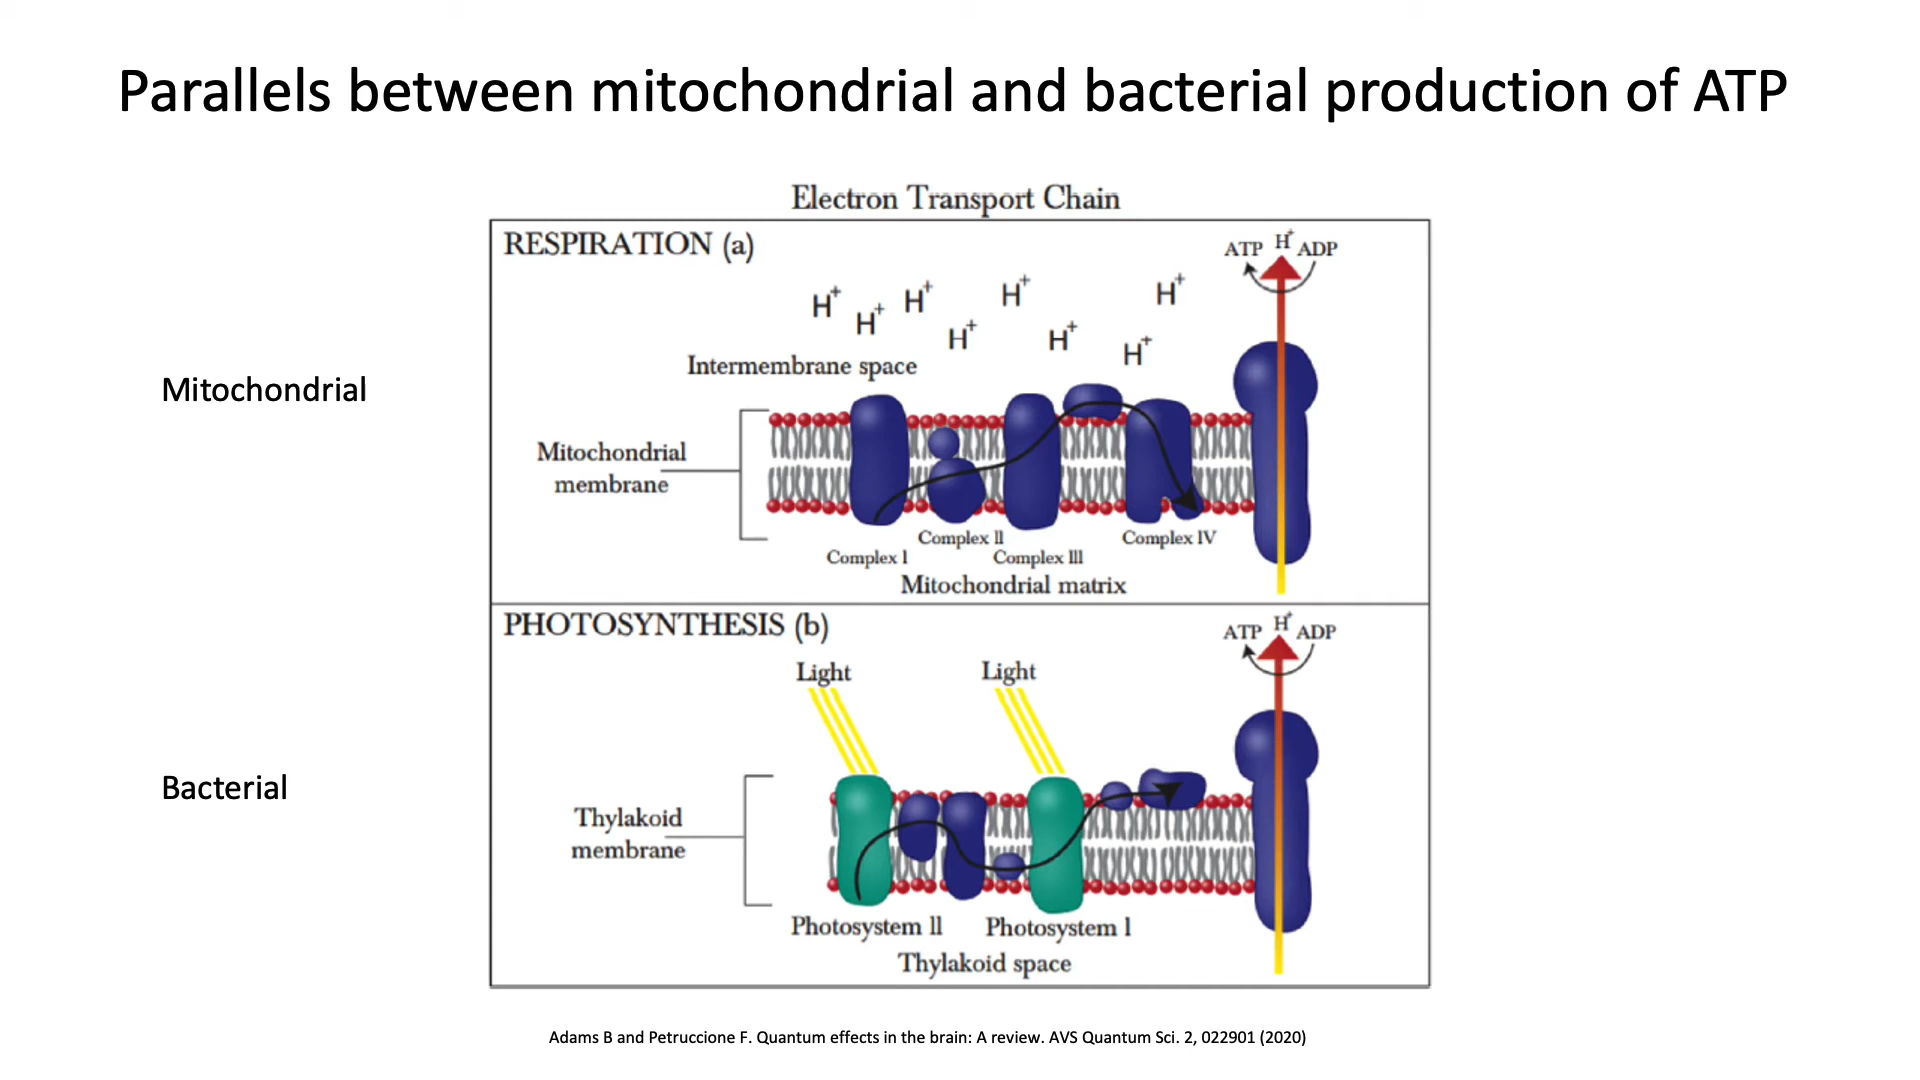 Parallels between mitochondrial and bacterial production of ATP
Electron Transport Chain
RESPIRATION (a)
ATP H+ ADP
H+ H+ H+ H+ H+ H+ H+ H+
Intermembrane space
Mitochondrial
Mitochondrial
membrane
Complex I
Complex II
Complex III
Complex IV
Mitochondrial matrix
PHOTOSYNTHESIS (b)
ATP H+ ADP
Light Light
Bacterial
Thylakoid
membrane
Photosystem II Photosystem I
Thylakoid space
Adams B and Petruccione F. Quantum effects in the brain: A review. AVS Quantum Sci. 2, 022901 (2020)